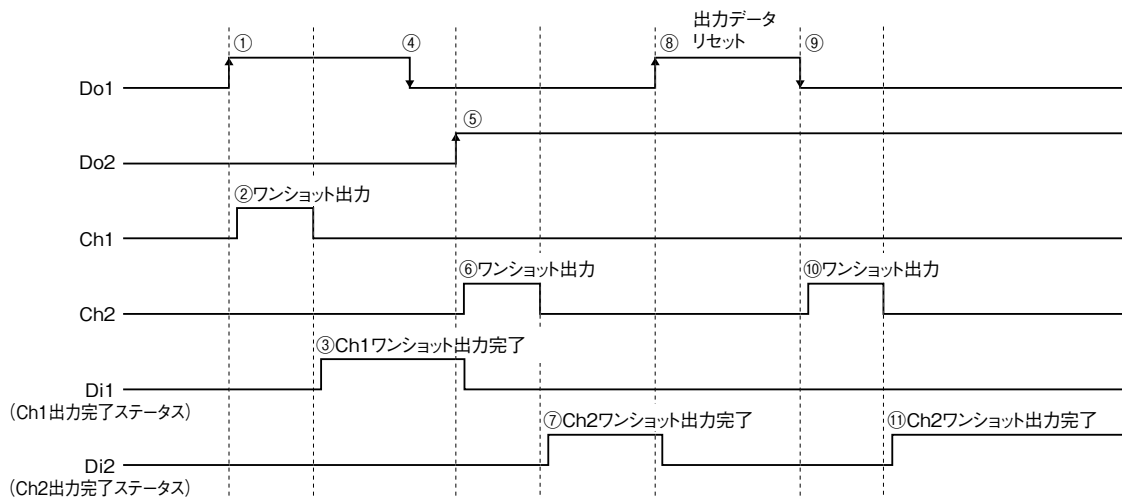 出力データ
リセット
① ④ ⑧ ⑨
Do1
⑤
Do2
②ワンショット出力
Ch1
⑥ワンショット出力 ⑩ワンショット出力
Ch2
③Ch1ワンショット出力完了
Di1
(Ch1出力完了ステータス)
⑦Ch2ワンショット出力完了 ⑪Ch2ワンショット出力完了
Di2
(Ch2出力完了ステータス)